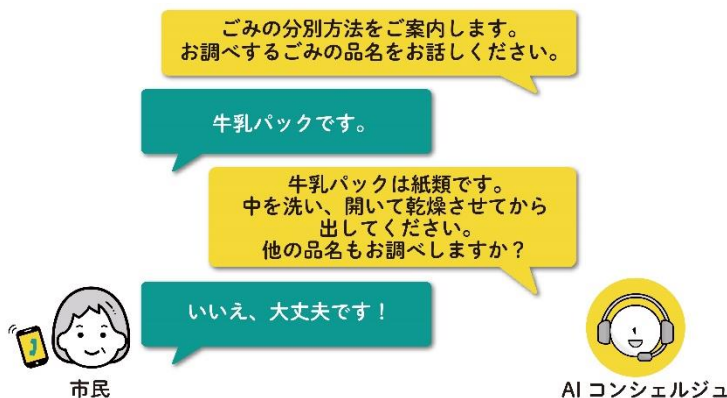 ごみの分別方法をご案内します。
お調べするごみの品名をお話しください。
牛乳パックです。
牛乳パックは紙類です。
中を洗い、開いて乾燥させてから
出してください。
他の品名もお調べしますか？
いいえ、大丈夫です！
市民
AIコンシェルジュ